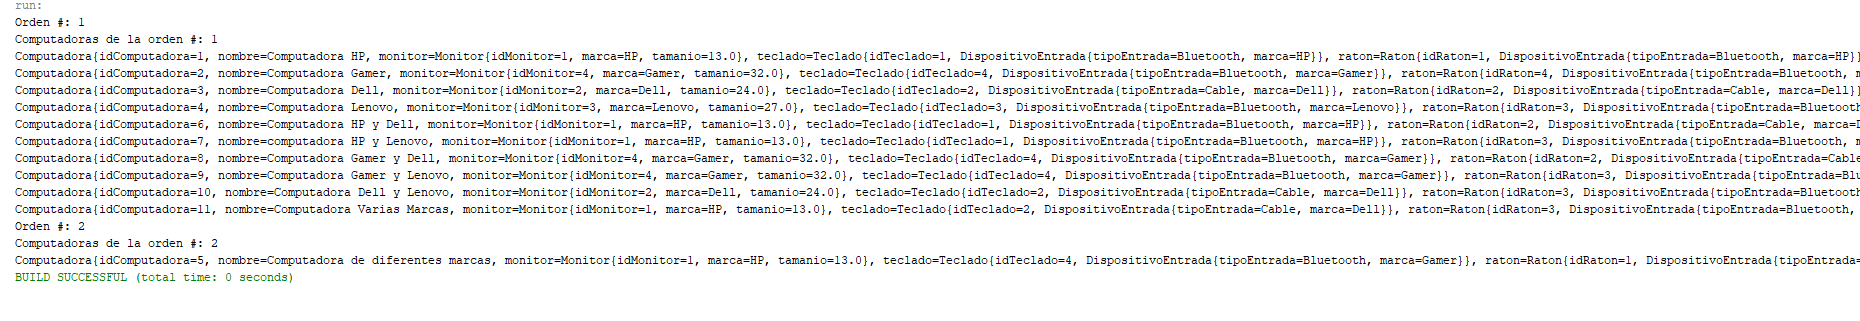 run:
Orden #: 1
Computadoras de la orden #: 1
Computadora{idComputadora=1, nombre=Computadora HP, monitor=Monitor{idMonitor=1, marca=HP, tamanio=13.0}, teclado=Teclado{idTeclado=1, DispositivoEntrada{tipoEntrada=Bluetooth, marca=HP}}, raton=Raton{idRaton=1, DispositivoEntrada{tipoEntrada=Bluetooth, marca=HP}}
Computadora{idComputadora=2, nombre=Computadora Gamer, monitor=Monitor{idMonitor=4, marca=Gamer, tamanio=32.0}, teclado=Teclado{idTeclado=4, DispositivoEntrada{tipoEntrada=Bluetooth, marca=Gamer}}, raton=Raton{idRaton=4, DispositivoEntrada{tipoEntrada=Bluetooth, m
Computadora{idComputadora=3, nombre=Computadora Dell, monitor=Monitor{idMonitor=2, marca=Dell, tamanio=24.0}, teclado=Teclado{idTeclado=2, DispositivoEntrada{tipoEntrada=Cable, marca=Dell}}, raton=Raton{idRaton=2, DispositivoEntrada{tipoEntrada=Cable, marca=Dell}}
Computadora{idComputadora=4, nombre=Computadora Lenovo, monitor=Monitor{idMonitor=3, marca=Lenovo, tamanio=27.0}, teclado=Teclado{idTeclado=3, DispositivoEntrada{tipoEntrada=Bluetooth, marca=Lenovo}}, raton=Raton{idRaton=3, DispositivoEntrada{tipoEntrada=Bluetooth
Computadora{idComputadora=6, nombre=Computadora HP y Dell, monitor=Monitor{idMonitor=1, marca=HP, tamanio=13.0}, teclado=Teclado{idTeclado=1, DispositivoEntrada{tipoEntrada=Bluetooth, marca=HP}}, raton=Raton{idRaton=2, DispositivoEntrada{tipoEntrada=Cable, marca=D
Computadora{idComputadora=7, nombre=computadora HP y Lenovo, monitor=Monitor{idMonitor=1, marca=HP, tamanio=13.0}, teclado=Teclado{idTeclado=1, DispositivoEntrada{tipoEntrada=Bluetooth, marca=HP}}, raton=Raton{idRaton=3, DispositivoEntrada{tipoEntrada=Bluetooth, m
Computadora{idComputadora=8, nombre=Computadora Gamer y Dell, monitor=Monitor{idMonitor=4, marca=Gamer, tamanio=32.0}, teclado=Teclado{idTeclado=4, DispositivoEntrada{tipoEntrada=Bluetooth, marca=Gamer}}, raton=Raton{idRaton=2, DispositivoEntrada{tipoEntrada=Cable
Computadora{idComputadora=9, nombre=Computadora Gamer y Lenovo, monitor=Monitor{idMonitor=4, marca=Gamer, tamanio=32.0}, teclado=Teclado{idTeclado=4, DispositivoEntrada{tipoEntrada=Bluetooth, marca=Gamer}}, raton=Raton{idRaton=3, DispositivoEntrada{tipoEntrada=Blu
Computadora{idComputadora=10, nombre=Computadora Dell y Lenovo, monitor=Monitor{idMonitor=2, marca=Dell, tamanio=24.0}, teclado=Teclado{idTeclado=2, DispositivoEntrada{tipoEntrada=Cable, marca=Dell}}, raton=Raton{idRaton=3, DispositivoEntrada{tipoEntrada=Bluetooth
Computadora{idComputadora=11, nombre=Computadora Varias Marcas, monitor=Monitor{idMonitor=1, marca=HP, tamanio=13.0}, teclado=Teclado{idTeclado=2, DispositivoEntrada{tipoEntrada=Cable, marca=Dell}}, raton=Raton{idRaton=3, DispositivoEntrada{tipoEntrada=Bluetooth,
Orden #: 2
Computadoras de la orden #: 2
Computadora{idComputadora=5, nombre=Computadora de diferentes marcas, monitor=Monitor{idMonitor=1, marca=HP, tamanio=13.0}, teclado=Teclado{idTeclado=4, DispositivoEntrada{tipoEntrada=Bluetooth, marca=Gamer}}, raton=Raton{idRaton=1, DispositivoEntrada{tipoEntrada=
BUILD SUCCESSFUL (total time: 0 seconds)